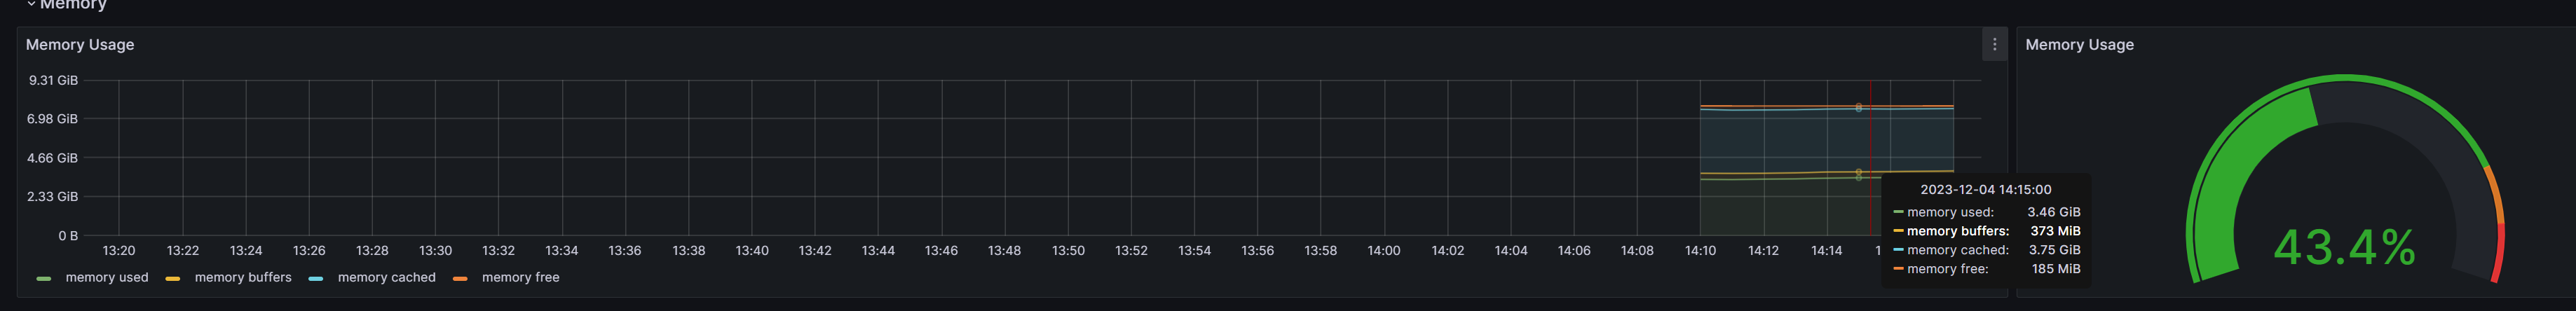 Memory
Memory Usage
9.31 GiB
6.98 GiB
4.66 GiB
2.33 GiB
0 B
13:20 13:22 13:24 13:26 13:28 13:30 13:32 13:34 13:36 13:38 13:40 13:42 13:44 13:46 13:48 13:50 13:52 13:54 13:56 13:58 14:00 14:02 14:04 14:06 14:08 14:10 14:12 14:14 1
memory used memory buffers memory cached memory free
2023-12-04 14:15:00
memory used: 3.46 GiB
memory buffers: 373 MiB
memory cached: 3.75 GiB
memory free: 185 MiB
Memory Usage
43.4%